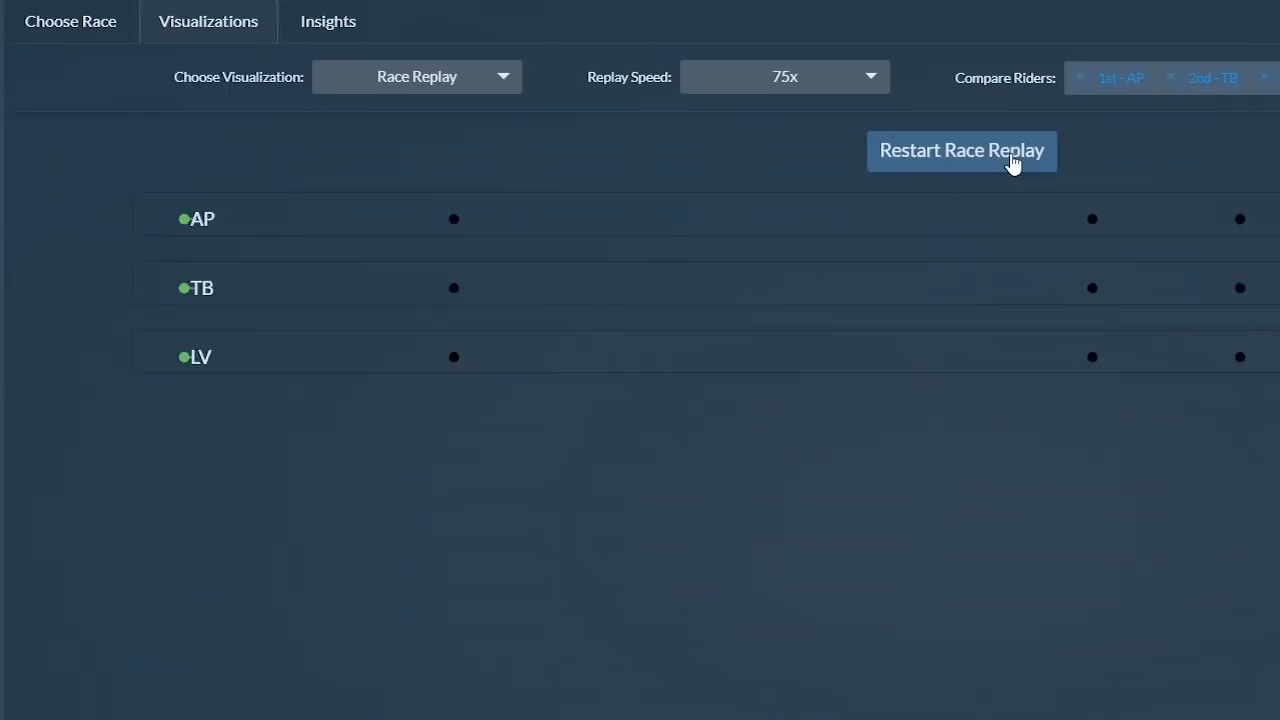 Choose Race Visualizations Insights
Choose Visualization: Race Replay Replay Speed: 75x Compare Riders: × 1st - AP × 2nd - TB ×
Restart Race Replay
AP
TB
LV